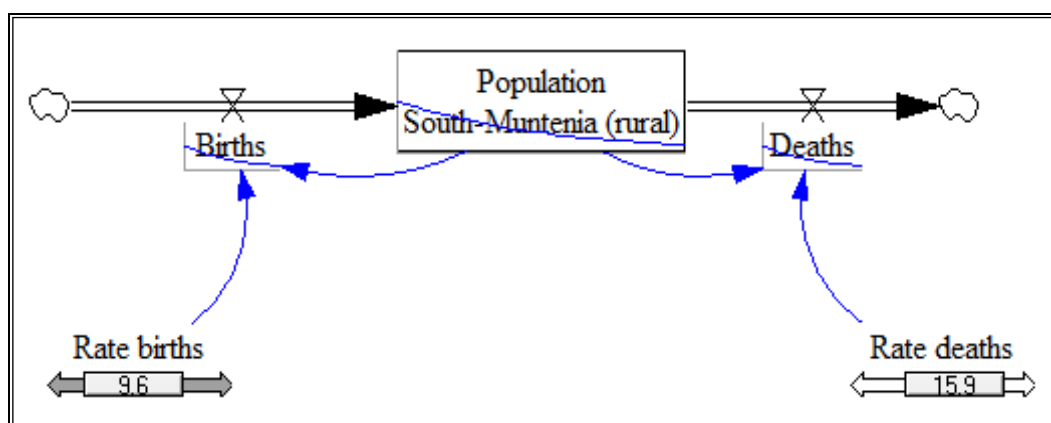 Population
South-Muntenia (rural)
Births
Deaths
Rate births
9.6
Rate deaths
15.9